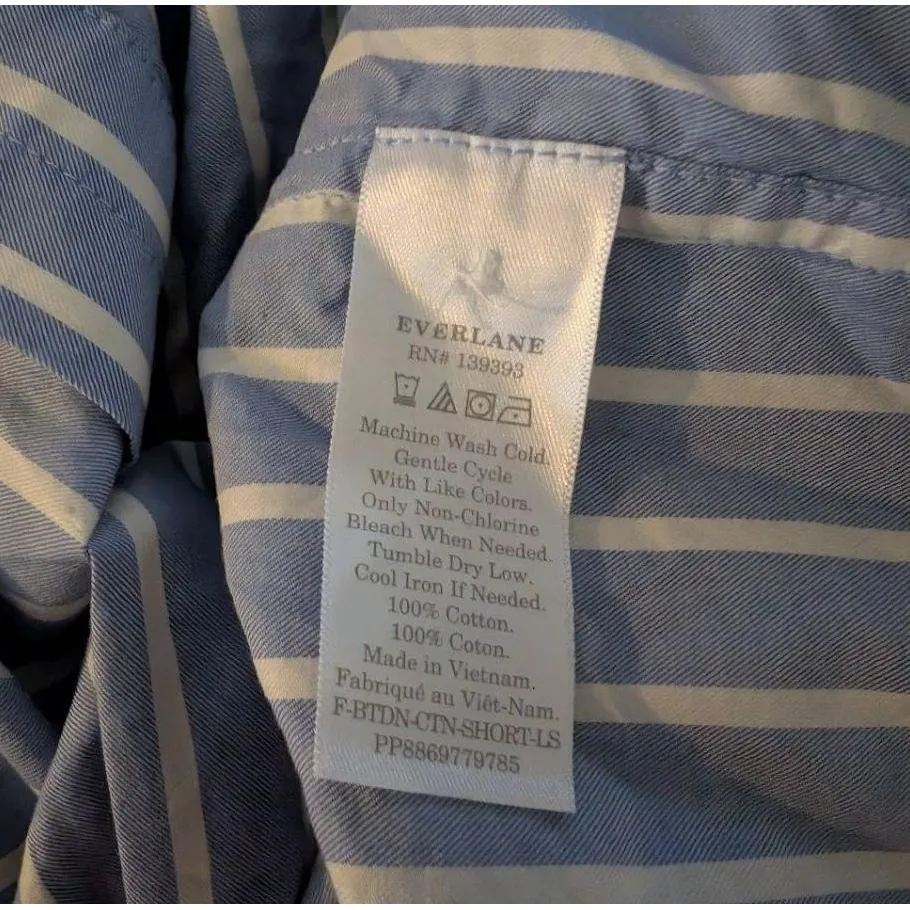 EVERLANE
RN# 139393
Machine Wash Cold.
Gentle Cycle
With Like Colors.
Only Non-Chlorine
Bleach When Needed.
Tumble Dry Low.
Cool Iron If Needed.
100% Cotton.
100% Coton.
Made in Vietnam.
Fabriqué au Viêt-Nam.
F-BTDN-CTN-SHORT-LS
PP8869779785